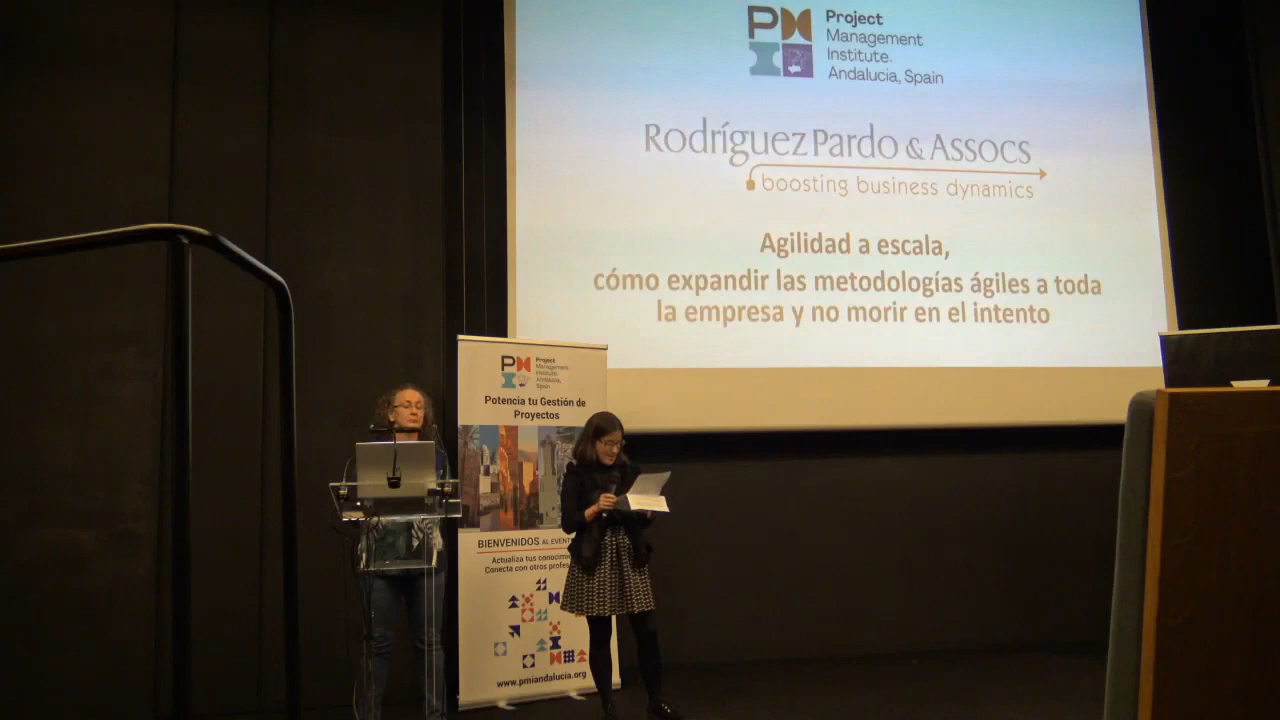 Project
Management
Institute.
Andalucia, Spain
Rodríguez Pardo & Assocs
boosting business dynamics
Agilidad a escala,
cómo expandir las metodologías ágiles a toda
la empresa y no morir en el intento
Project
Management
Institute.
Andalucia,
Spain
Potencia tu Gestión de
Proyectos
BIENVENIDOS AL
Actualiza tus
Conecta con otros
www.pmiandalucia.org